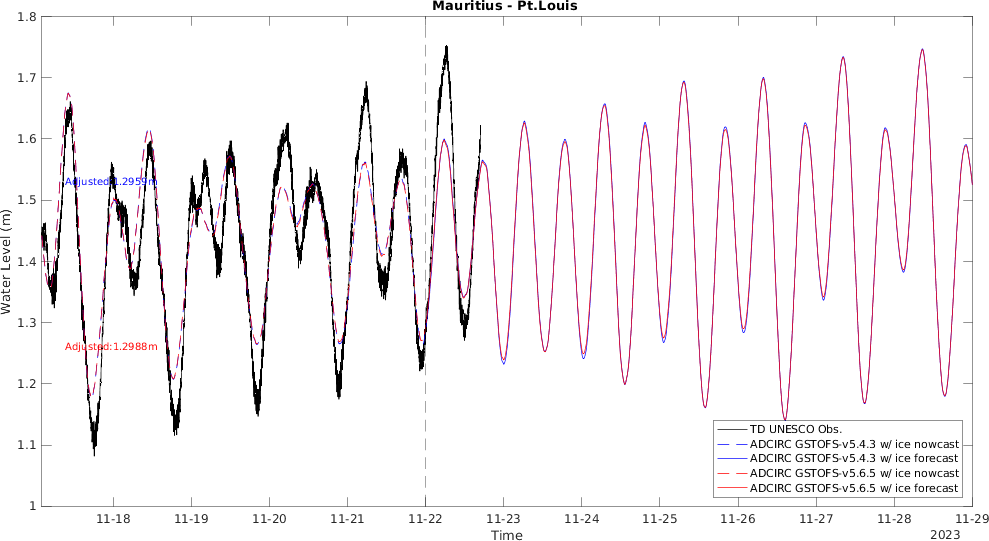 Mauritius - Pt.Louis
1.8
1.7
1.6
1.5
1.4
1.3
1.2
1.1
1
Water Level (m)
Adjusted:1.2959m
Adjusted:1.2988m
TD UNESCO Obs.
ADCIRC GSTOFS-v5.4.3 w/ ice nowcast
ADCIRC GSTOFS-v5.4.3 w/ ice forecast
ADCIRC GSTOFS-v5.6.5 w/ ice nowcast
ADCIRC GSTOFS-v5.6.5 w/ ice forecast
11-18 11-19 11-20 11-21 11-22 11-23 11-24 11-25 11-26 11-27 11-28 11-29
Time
2023